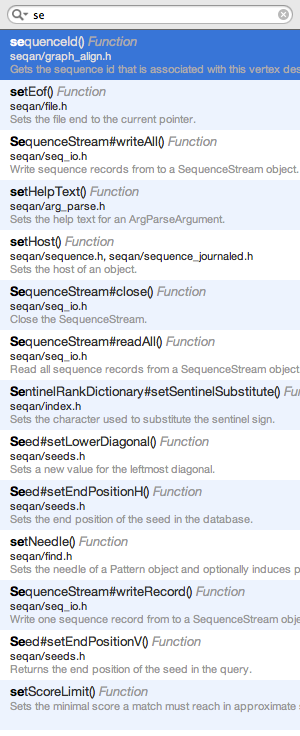 se
sequenceId() Function
seqan/graph_align.h
Gets the sequence id that is associated with this vertex des
setEof() Function
seqan/file.h
Sets the file end to the current pointer.
SequenceStream#writeAll() Function
seqan/seq_io.h
Write sequence records from to a SequenceStream object.
setHelpText() Function
seqan/arg_parse.h
Sets the help text for an ArgParseArgument.
setHost() Function
seqan/sequence.h, seqan/sequence_journaled.h
Sets the host of an object.
SequenceStream#close() Function
seqan/seq_io.h
Close the SequenceStream.
SequenceStream#readAll() Function
seqan/seq_io.h
Read all sequence records from a SequenceStream object
SentinelRankDictionary#setSentinelSubstitute() Fun
seqan/index.h
Sets the character used to substitute the sentinel sign.
Seed#setLowerDiagonal() Function
seqan/seeds.h
Sets a new value for the leftmost diagonal.
Seed#setEndPositionH() Function
seqan/seeds.h
Sets the end position of the seed in the database.
setNeedle() Function
seqan/find.h
Sets the needle of a Pattern object and optionally induces p
SequenceStream#writeRecord() Function
seqan/seq_io.h
Write one sequence record from to a SequenceStream obje
Seed#setEndPositionV() Function
seqan/seeds.h
Returns the end position of the seed in the query.
setScoreLimit() Function
Sets the minimal score a match must reach in approximate